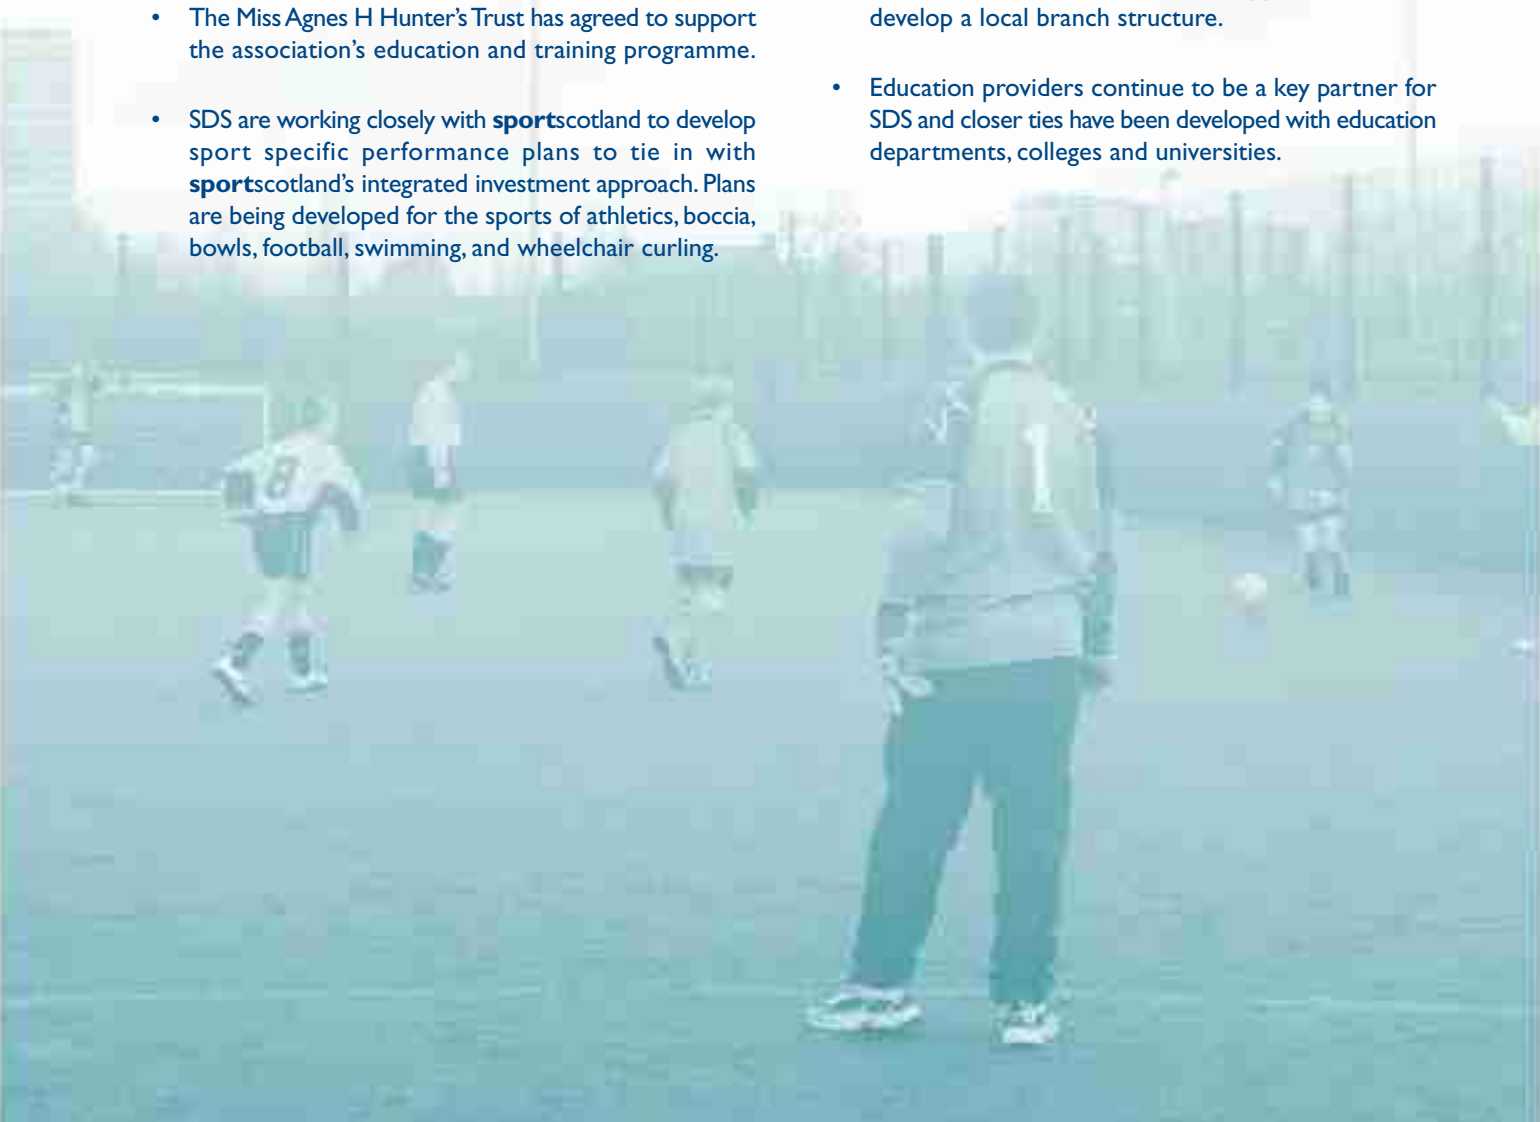 • The Miss Agnes H Hunter's Trust has agreed to support
the association's education and training programme.
• SDS are working closely with sportscotland to develop
sport specific performance plans to tie in with
sportscotland's integrated investment approach. Plans
are being developed for the sports of athletics, boccia,
bowls, football, swimming, and wheelchair curling.
develop a local branch structure.
• Education providers continue to be a key partner for
SDS and closer ties have been developed with education
departments, colleges and universities.
8
1